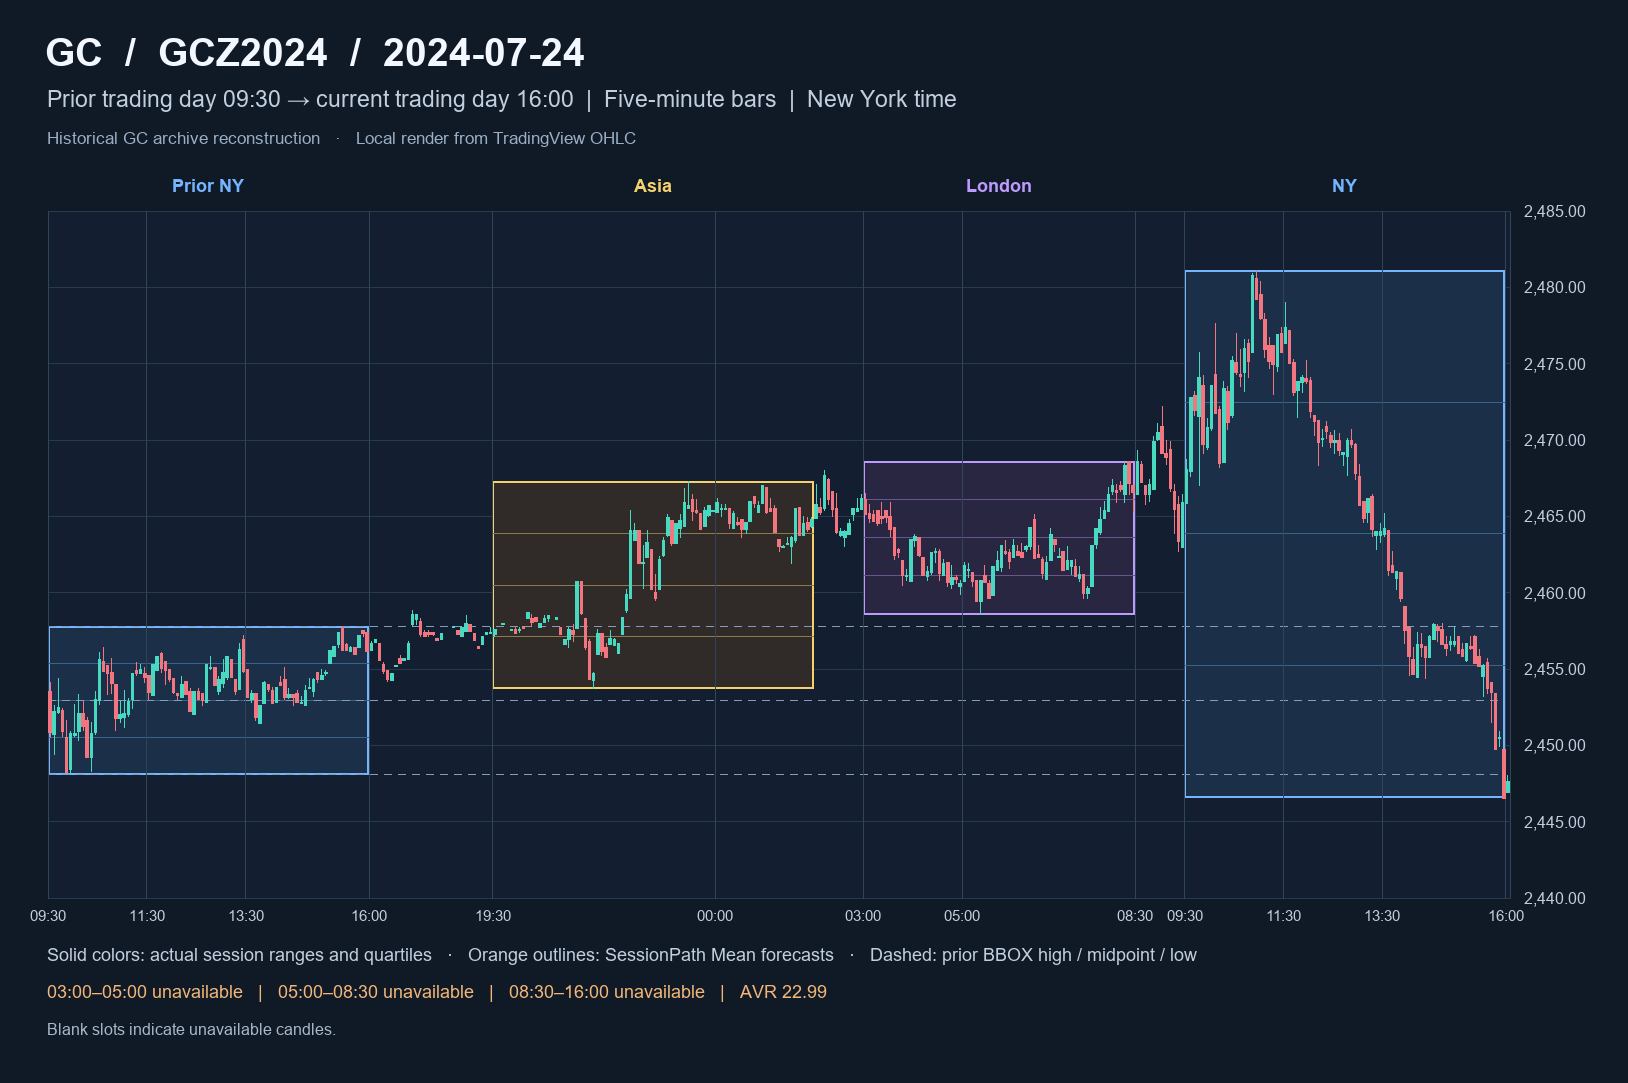 GC / GCZ2024 / 2024-07-24
Prior trading day 09:30 → current trading day 16:00 | Five-minute bars | New York time
Historical GC archive reconstruction · Local render from TradingView OHLC
Prior NY Asia London NY
2,485.00
2,480.00
2,475.00
2,470.00
2,465.00
2,460.00
2,455.00
2,450.00
2,445.00
2,440.00
09:30 11:30 13:30 16:00 19:30 00:00 03:00 05:00 08:30 09:30 11:30 13:30 16:00
Solid colors: actual session ranges and quartiles · Orange outlines: SessionPath Mean forecasts · Dashed: prior BBOX high / midpoint / low
03:00–05:00 unavailable | 05:00–08:30 unavailable | 08:30–16:00 unavailable | AVR 22.99
Blank slots indicate unavailable candles.